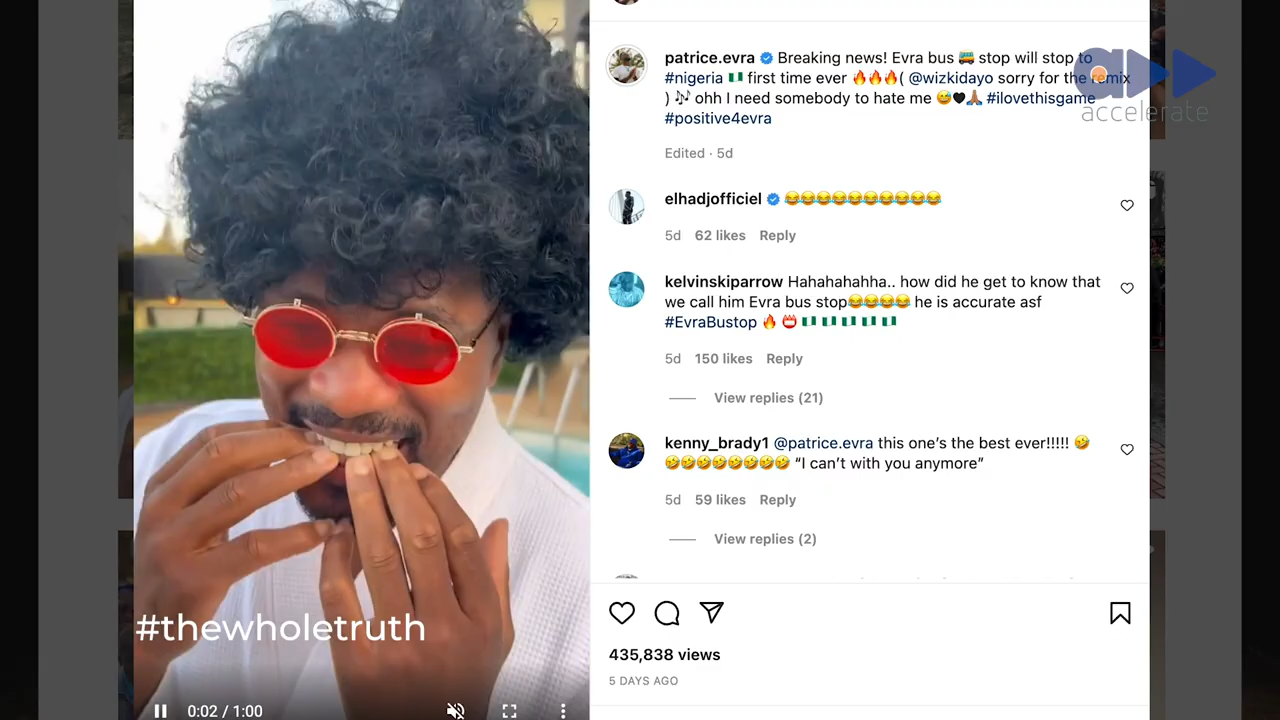 patrice.evra Breaking news! Evra bus 🚎 stop will stop to
#nigeria 🇳🇬 first time ever 🔥🔥🔥( @wizkidayo sorry for the remix
) 🎶 ohh I need somebody to hate me 😅🖤🙏🏾 #ilovethisgame
#positive4evra
accelerate
Edited · 5d
elhadjofficiel 😂😂😂😂😂😂😂😂😂😂
5d 62 likes Reply
kelvinskiparrow Hahahahahha.. how did he get to know that
we call him Evra bus stop😂😂😂😂 he is accurate asf
#EvraBustop 🔥 📛 🇳🇬 🇳🇬 🇳🇬 🇳🇬 🇳🇬
5d 150 likes Reply
View replies (21)
kenny_brady1 @patrice.evra this one's the best ever!!!!! 🤣
🤣🤣🤣🤣🤣🤣🤣🤣 “I can't with you anymore”
5d 59 likes Reply
View replies (2)
#thewholetruth
0:02 / 1:00
435,838 views
5 DAYS AGO